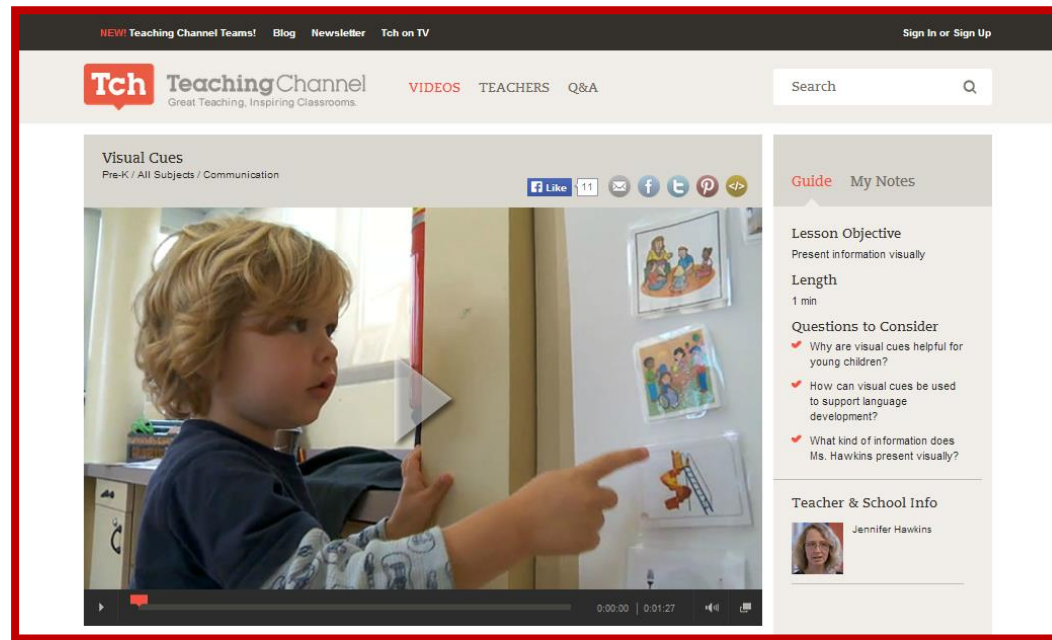 NEW! Teaching Channel Teams! Blog Newsletter Tch on TV Sign In or Sign Up
Tch TeachingChannel
Great Teaching, Inspiring Classrooms.
VIDEOS TEACHERS Q&A
Search
Visual Cues
Pre-K / All Subjects / Communication
Like 11
Guide My Notes
Lesson Objective
Present information visually
Length
1 min
Questions to Consider
Why are visual cues helpful for
young children?
How can visual cues be used
to support language
development?
What kind of information does
Ms. Hawkins present visually?
Teacher & School Info
Jennifer Hawkins
0:00:00 | 0:01:27